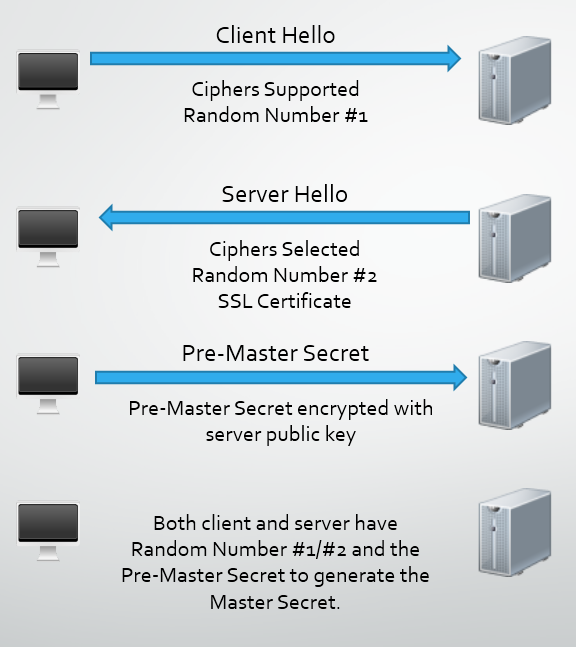 Client Hello
Ciphers Supported
Random Number #1
Server Hello
Ciphers Selected
Random Number #2
SSL Certificate
Pre-Master Secret
Pre-Master Secret encrypted with
server public key
Both client and server have
Random Number #1/#2 and the
Pre-Master Secret to generate the
Master Secret.